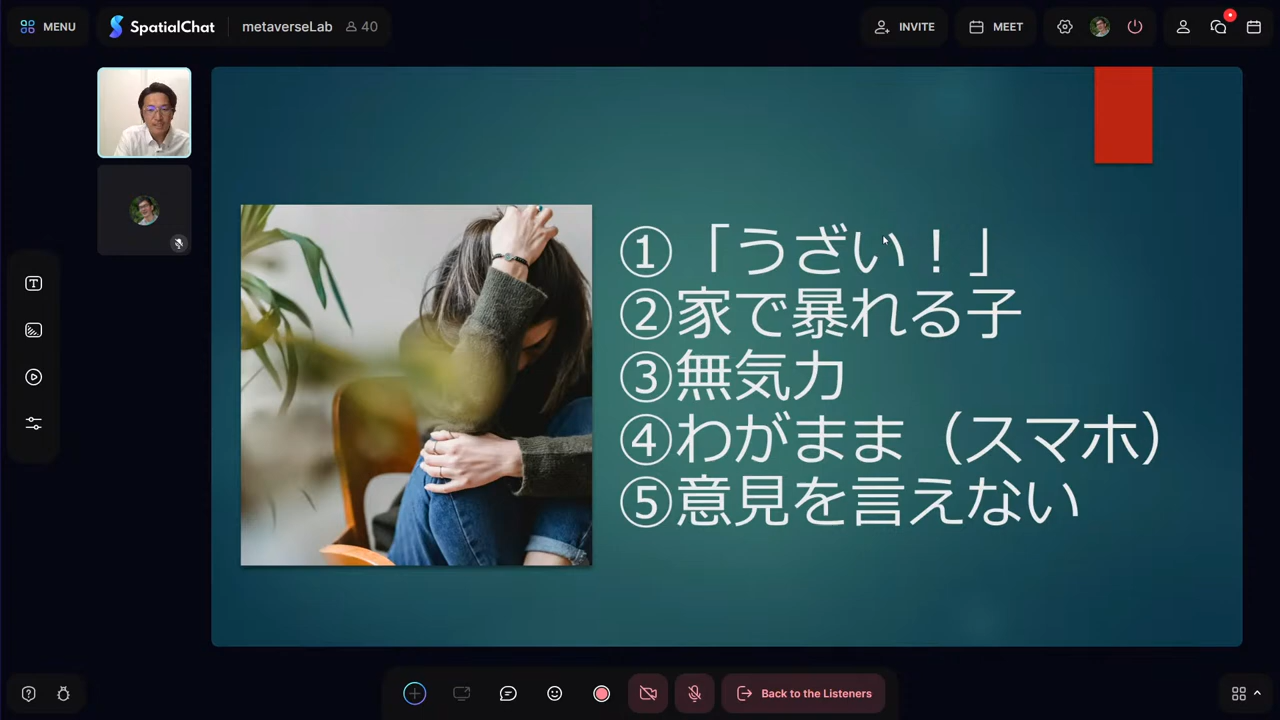 MENU
SpatialChat
metaverseLab
40
INVITE
MEET
①「うざい！」
②家で暴れる子
③無気力
④わがまま（スマホ）
⑤意見を言えない
Back to the Listeners